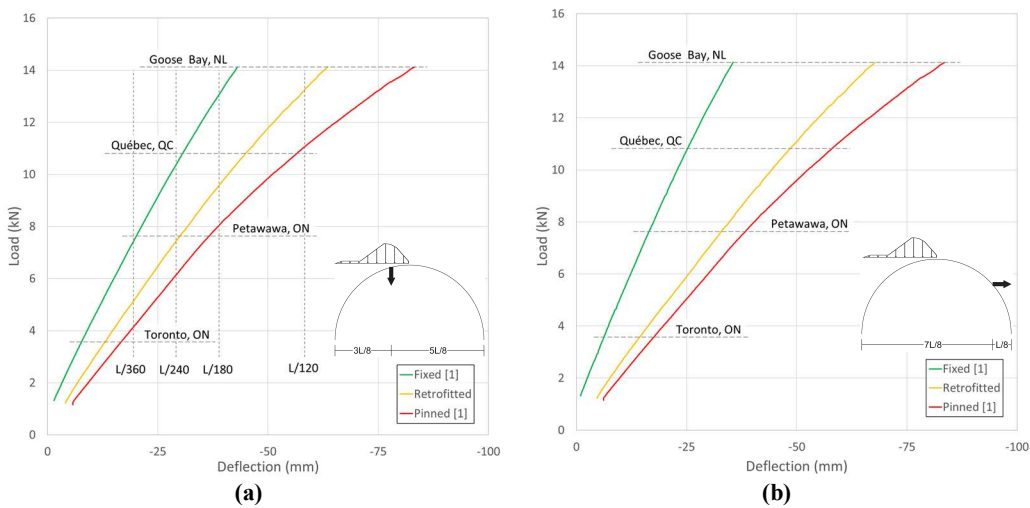 16
14
12
10
8
6
4
2
0
Load (kN)
Goose Bay, NL
Québec, QC
Petawawa, ON
Toronto, ON
L/360
L/240
L/180
L/120
3L/8
5L/8
Fixed [1]
Retrofitted
Pinned [1]
0
-25
-50
-75
-100
Deflection (mm)
(a)
16
14
12
10
8
6
4
2
0
Load (kN)
Goose Bay, NL
Québec, QC
Petawawa, ON
Toronto, ON
7L/8
L/8
Fixed [1]
Retrofitted
Pinned [1]
0
-25
-50
-75
-100
Deflection (mm)
(b)